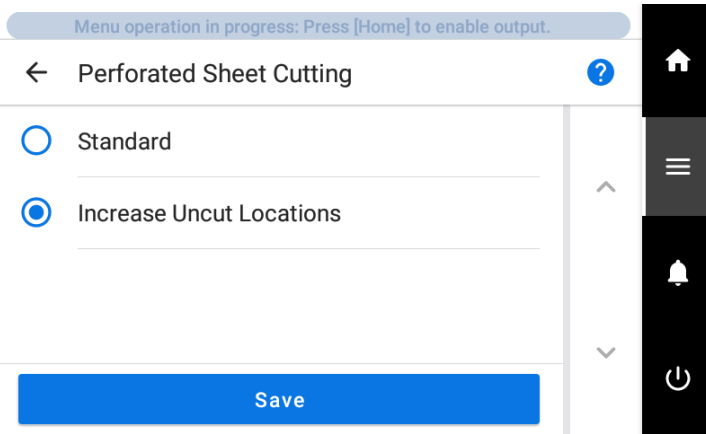 Menu operation in progress: Press [Home] to enable output.
Perforated Sheet Cutting
?
Standard
Increase Uncut Locations
Save